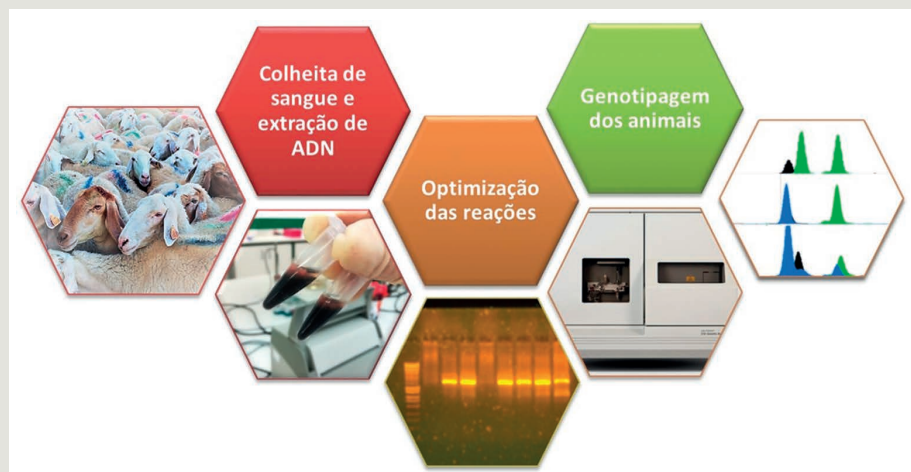 Colheita de
sangue e
extração de
ADN
Optimização
das reações
Genotipagem
dos animais